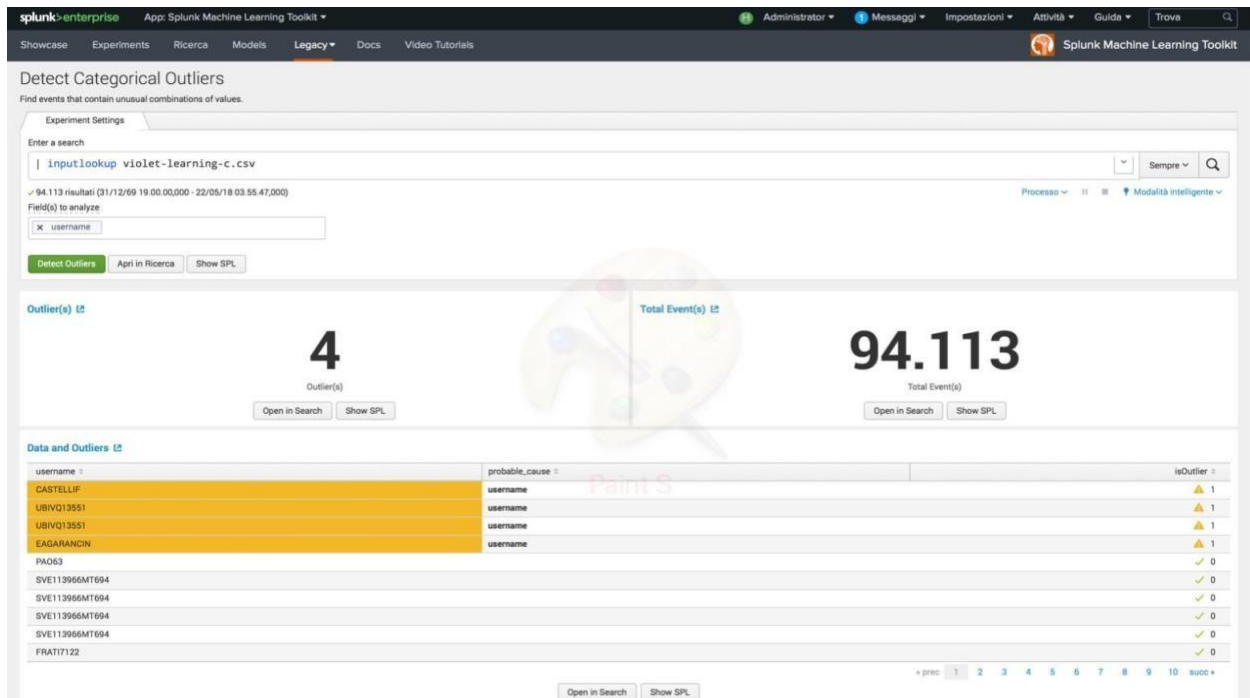 splunk>enterprise App: Splunk Machine Learning Toolkit Administrator 1 Messaggi Impostazioni Attività Guida Trova
Showcase Experiments Ricerca Models Legacy Docs Video Tutorials Splunk Machine Learning Toolkit
Detect Categorical Outliers
Find events that contain unusual combinations of values.
Experiment Settings
Enter a search
| inputlookup violet-learning-c.csv Sempre
94.113 risultati (31/12/69 19.00.00,000 - 22/05/18 03.55.47,000) Processo Modalità intelligente
Field(s) to analyze
x username
Detect Outliers Apri in Ricerca Show SPL
Outlier(s) Total Event(s)
4 94.113
Outlier(s) Total Event(s)
Open in Search Show SPL Open in Search Show SPL
Data and Outliers
username probable_cause isOutlier
CASTELLIF username 1
UBIVQ13551 username 1
UBIVQ13551 username 1
EAGARANCIN username 1
Paint S
PAO63 0
SVE113966MT694 0
SVE113966MT694 0
SVE113966MT694 0
SVE113966MT694 0
FRATI7122 0
« prec 1 2 3 4 5 6 7 8 9 10 succ »
Open in Search Show SPL